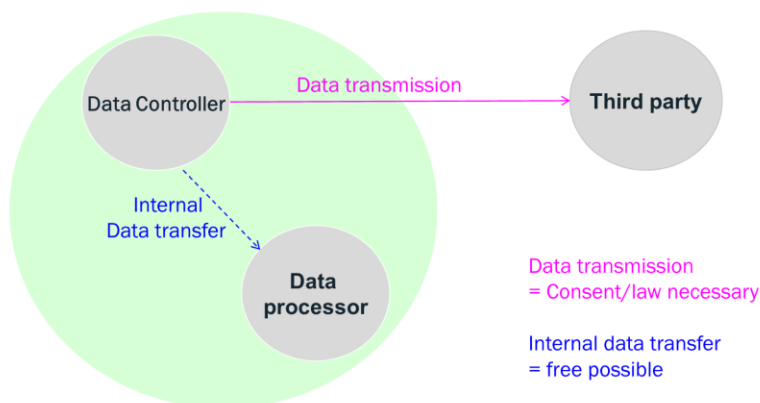 Data transmission
Data Controller
Third party
Internal
Data transfer
Data
processor
Data transmission
= Consent/law necessary
Internal data transfer
= free possible